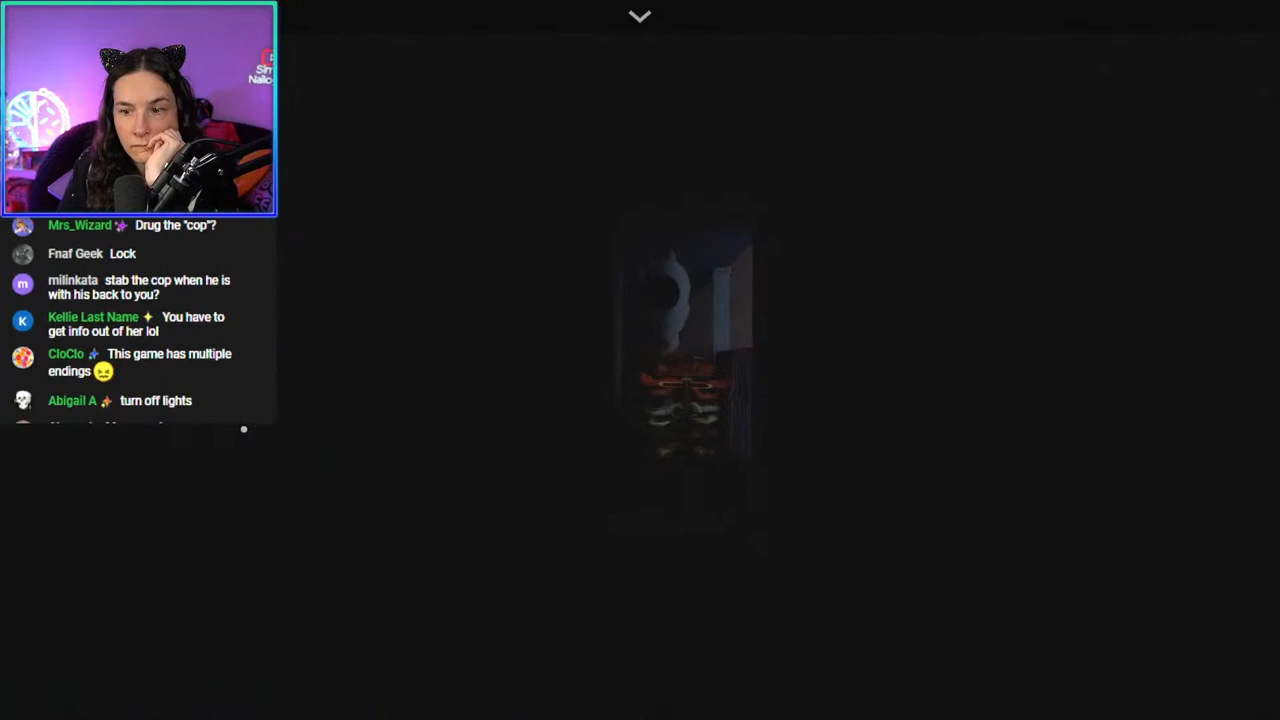 Mrs_Wizard Drug the "cop"?
Fnaf Geek Lock
milinkata stab the cop when he is
with his back to you?
Kellie Last Name You have to
get info out of her lol
CloClo This game has multiple
endings
Abigail A turn off lights